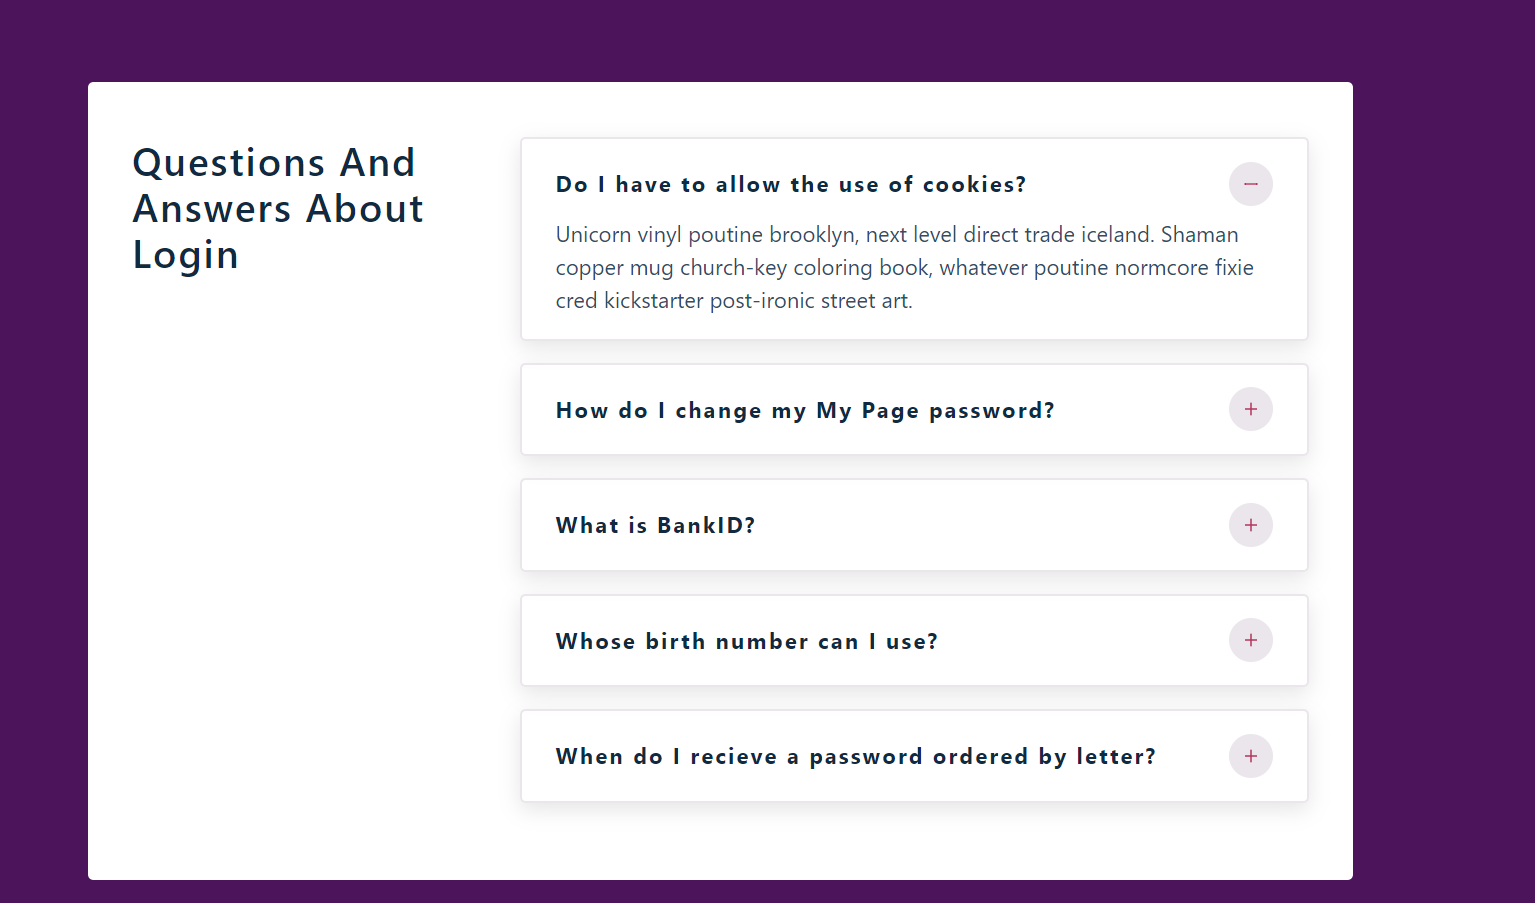 Questions And
Answers About
Login
Do I have to allow the use of cookies?
Unicorn vinyl poutine brooklyn, next level direct trade iceland. Shaman
copper mug church-key coloring book, whatever poutine normcore fixie
cred kickstarter post-ironic street art.
How do I change my My Page password?
What is BankID?
Whose birth number can I use?
When do I recieve a password ordered by letter?